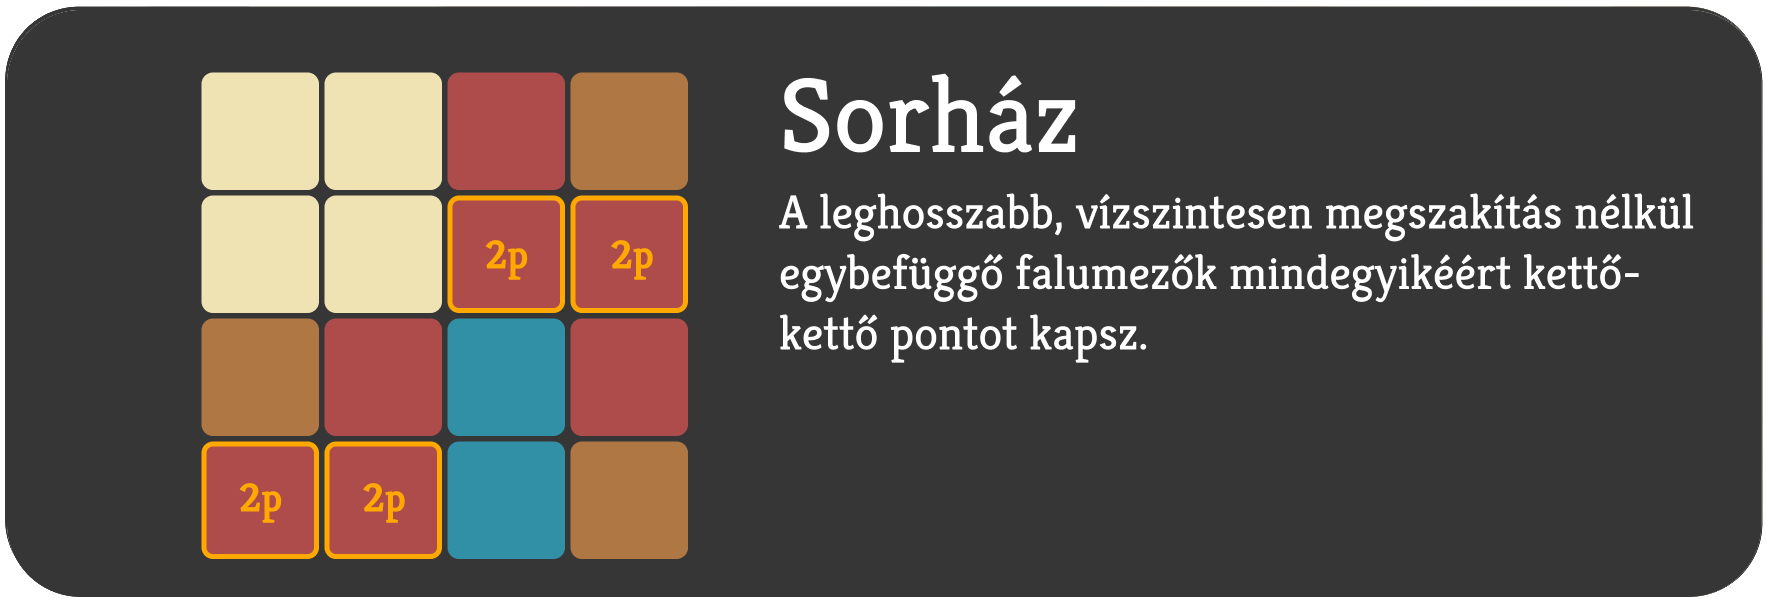 Sorház
A leghosszabb, vízszintesen megszakítás nélkül
egybefüggő falumezők mindegyikéért kettő-
kettő pontot kapsz.
2p 2p
2p 2p